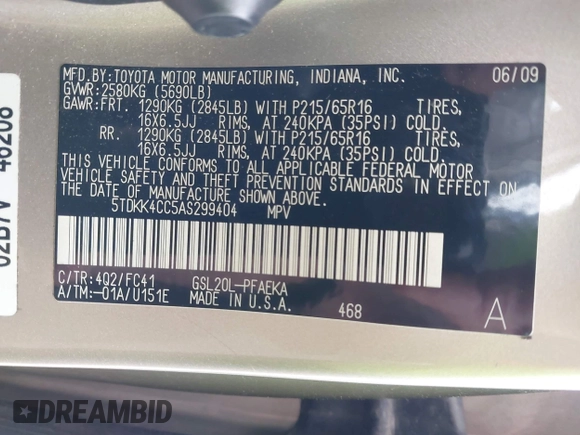 MFD.BY:TOYOTA MOTOR MANUFACTURING, INDIANA, INC. 06/09
GVWR:2580KG (5690LB)
GAWR:FRT. 1290KG (2845LB) WITH P215/65R16 TIRES,
16X6.5JJ RIMS, AT 240KPA (35PSI) COLD.
RR. 1290KG (2845LB) WITH P215/65R16 TIRES,
16X6.5JJ RIMS, AT 240KPA (35PSI) COLD.
THIS VEHICLE CONFORMS TO ALL APPLICABLE FEDERAL MOTOR
VEHICLE SAFETY AND THEFT PREVENTION STANDARDS IN
EFFECT ON THE DATE OF MANUFACTURE SHOWN ABOVE.
5TDKK4CC5AS299404 MPV
C/TR:4Q2/FC41 GSL20L-PFAEKA
A/TM:-01A/U151E MADE IN U.S.A. 468 A
DREAMBID